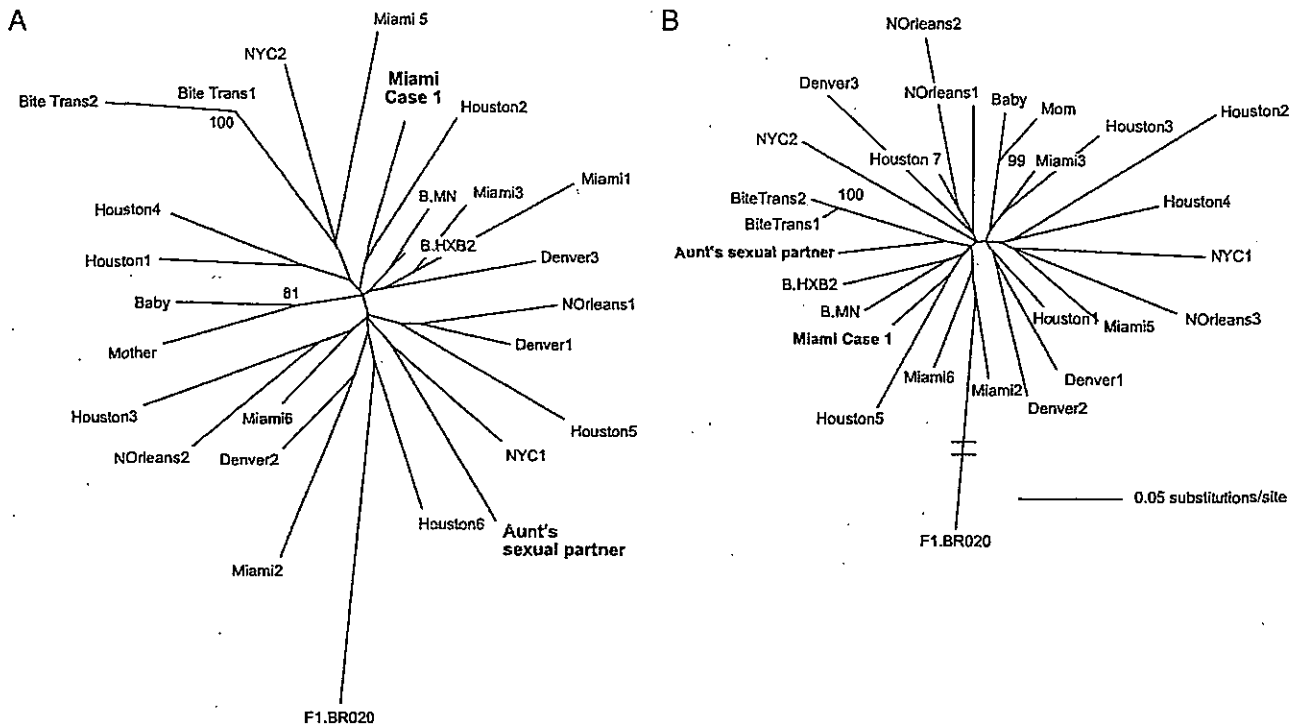 A
Miami 5
NYC2
Miami
Case 1
Bite Trans2
Bite Trans1
100
Houston2
Miami1
B.MN
Miami3
Houston4
B.HXB2
Denver3
Houston1
81
Baby
NOrleans1
Mother
Denver1
Houston3
Miami6
Houston5
NOrleans2
Denver2
NYC1
Houston6
Aunt's
sexual partner
Miami2
F1.BR020
B
NOrleans2
Denver3
NOrleans1
Baby
Mom
Houston2
Houston3
NYC2
Houston 7
99
Miami3
BiteTrans2
100
Houston4
BiteTrans1
Aunt's sexual partner
NYC1
B.HXB2
B.MN
Houston1
NOrleans3
Miami Case 1
Miami5
Miami6
Miami2
Denver1
Houston5
Denver2
0.05 substitutions/site
F1.BR020